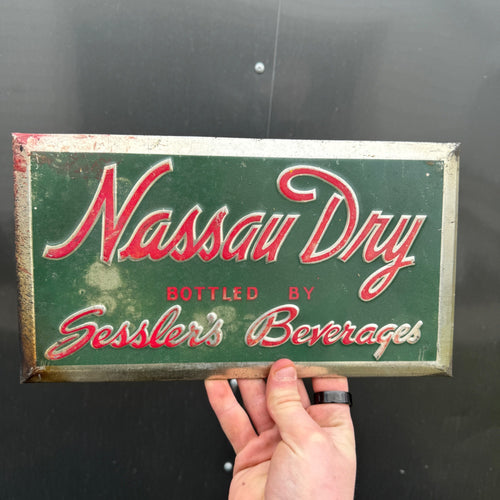 Nassau Dry
BOTTLED BY
Sessler's Beverages